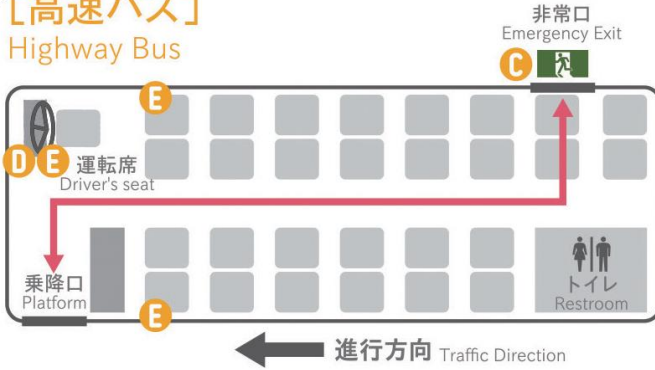 [高速バス]
Highway Bus
非常口
Emergency Exit
C
E
D E
運転席
Driver's seat
乗降口
Platform
E
トイレ
Restroom
進行方向 Traffic Direction